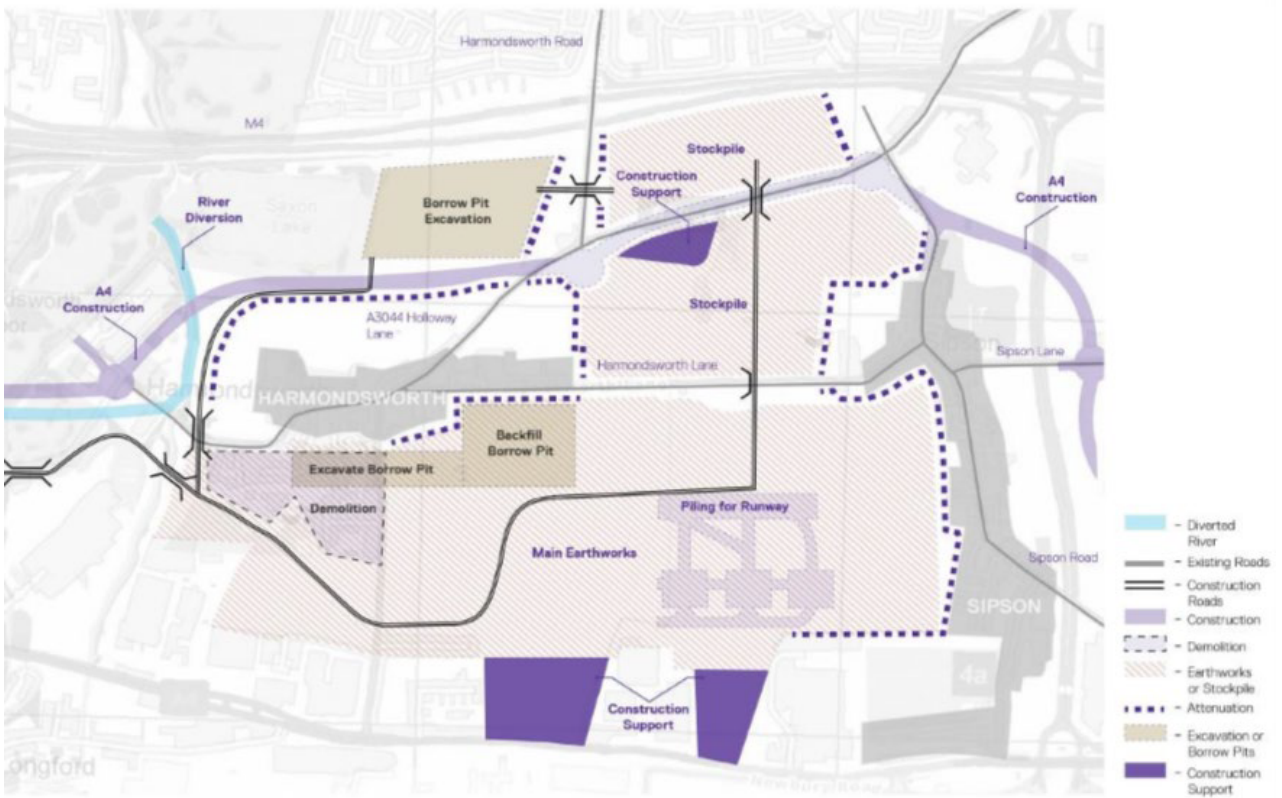 Harmondsworth Road
M4
Stockpile
Construction
Support
A4
Construction
River
Diversion
Saxon
Lake
Borrow Pit
Excavation
A4
Construction
Stockpile
A3044 Holloway
Lane
Harmondsworth Lane
Sipson Lane
HARMONDSWORTH
Backfill
Borrow Pit
Excavate Borrow Pit
Demolition
Piling for Runway
Main Earthworks
Sipson Road
SIPSON
4a
Construction
Support
ongford
- Diverted
River
- Existing Roads
- Construction
Roads
- Construction
- Demolition
- Earthworks
or Stockpile
- Attenuation
- Excavation or
Borrow Pits
- Construction
Support